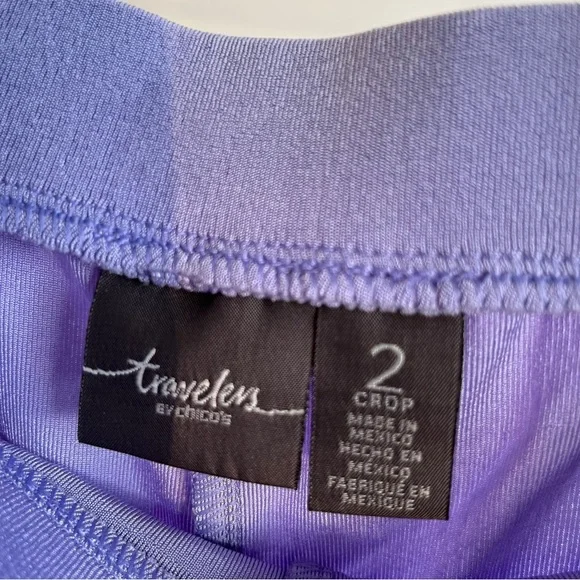 travelers
BY CHICO'S
2
CROP
MADE IN
MEXICO
HECHO EN
MÉXICO
FABRIQUÉ EN
MEXIQUE